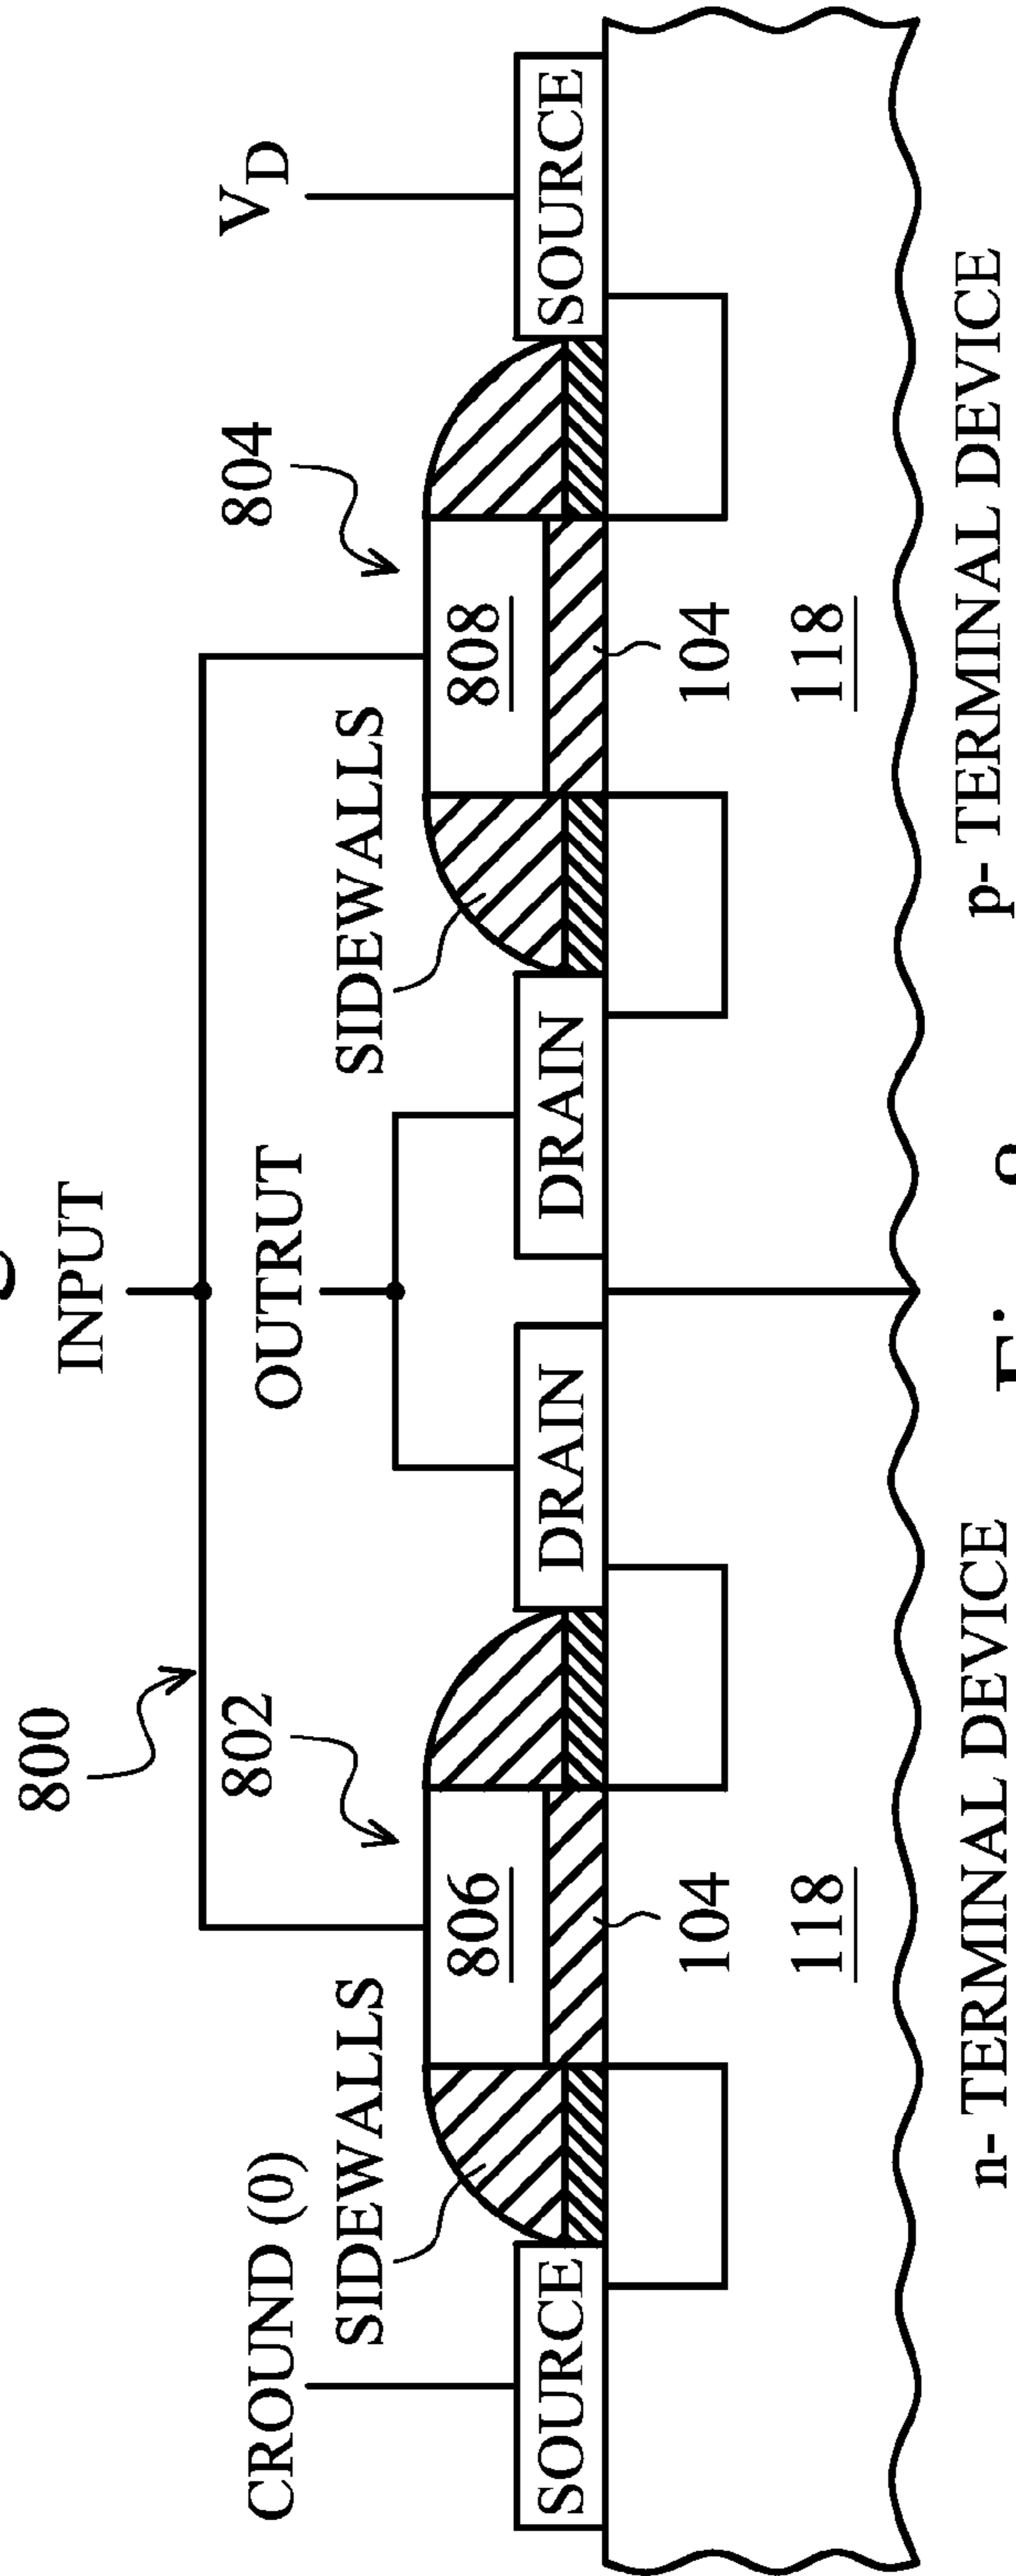 800
INPUT
CROUND (0)
802
OUTRUT
804
V_D
SIDEWALLS
SIDEWALLS
806
808
SOURCE
DRAIN
DRAIN
SOURCE
104
104
118
118
n- TERMINAL DEVICE
p- TERMINAL DEVICE